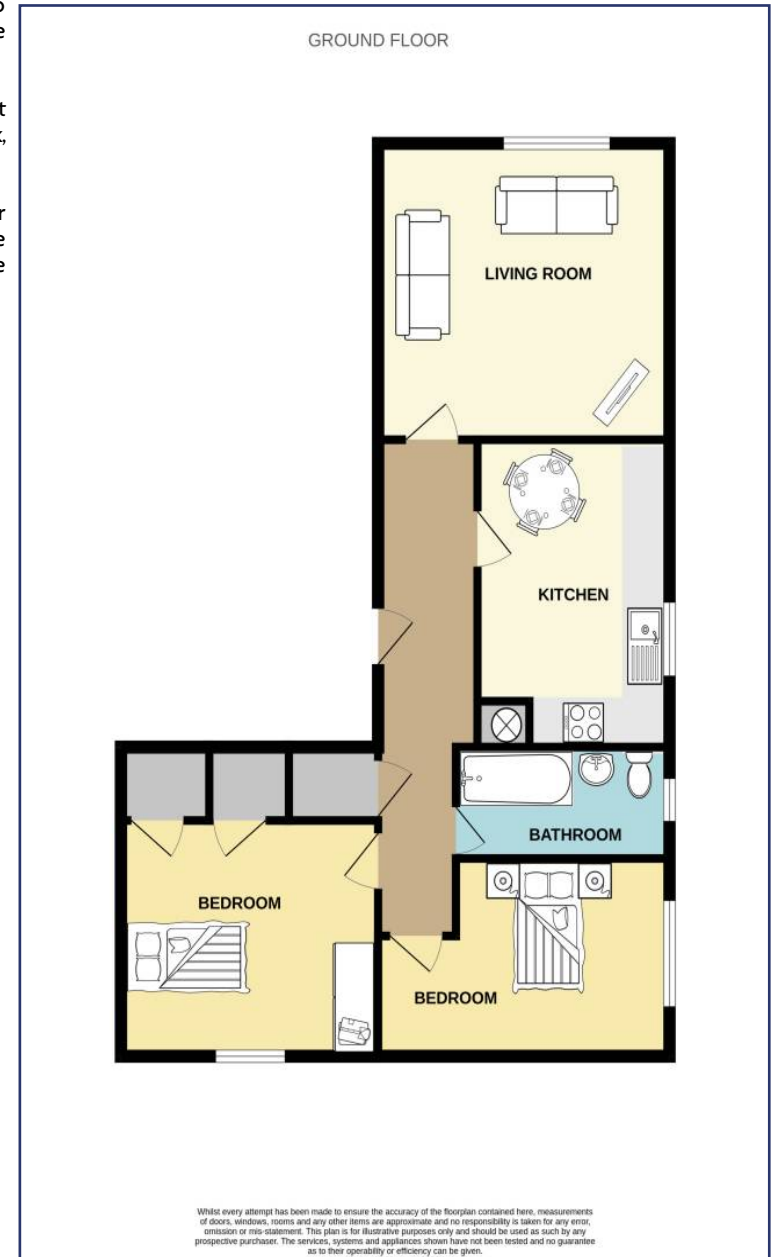 GROUND FLOOR
LIVING ROOM
KITCHEN
BATHROOM
BEDROOM
BEDROOM
Whilst every attempt has been made to ensure the accuracy of the floorplan contained here, measurements
of doors, windows, rooms and any other items are approximate and no responsibility is taken for any error,
omission or mis-statement. This plan is for illustrative purposes only and should be used as such by any
prospective purchaser. The services, systems and appliances shown have not been tested and no guarantee
as to their operability or efficiency can be given.